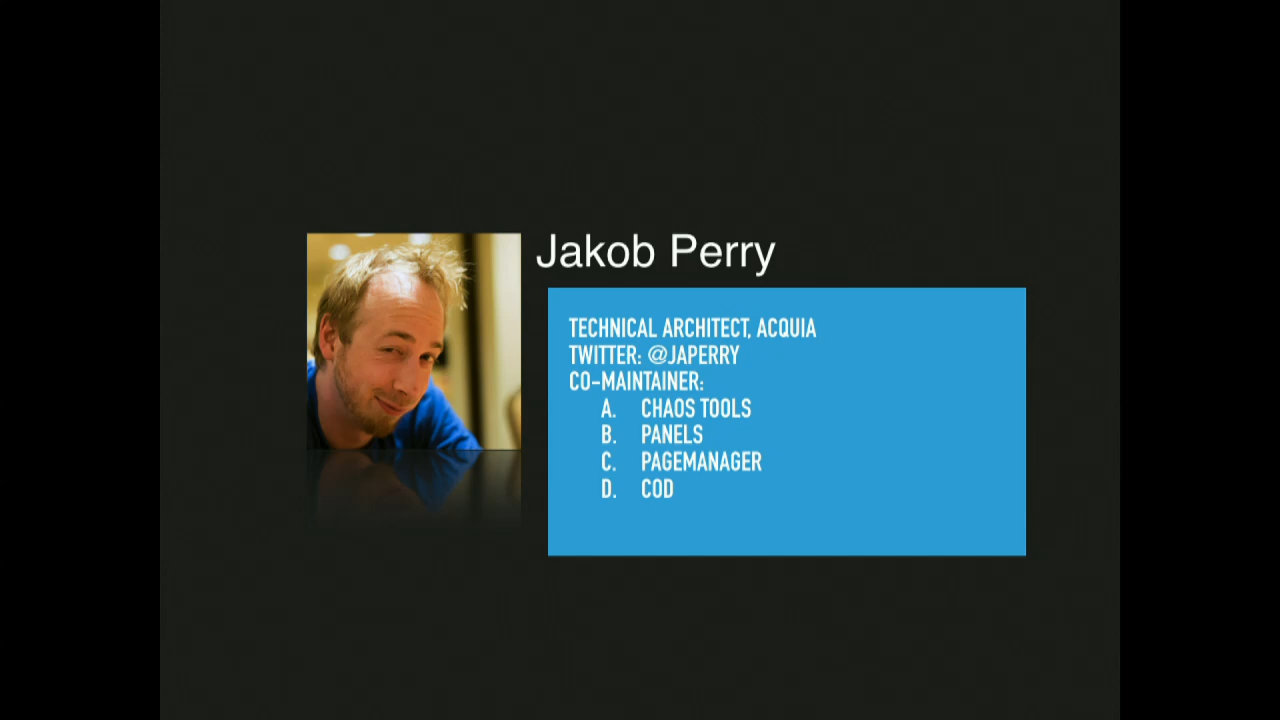 Jakob Perry
TECHNICAL ARCHITECT, ACQUIA
TWITTER: @JAPERRY
CO-MAINTAINER:
A. CHAOS TOOLS
B. PANELS
C. PAGEMANAGER
D. COD